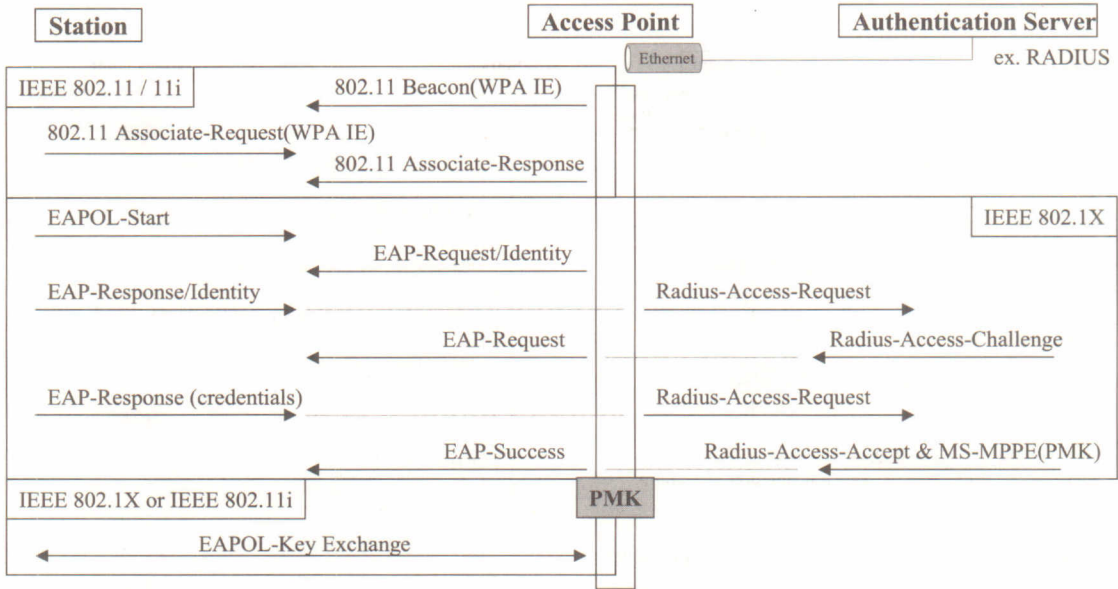 Station
Access Point
Authentication Server
Ethernet
ex. RADIUS
IEEE 802.11 / 11i
802.11 Beacon(WPA IE)
802.11 Associate-Request(WPA IE)
802.11 Associate-Response
EAPOL-Start
IEEE 802.1X
EAP-Request/Identity
EAP-Response/Identity
Radius-Access-Request
EAP-Request
Radius-Access-Challenge
EAP-Response (credentials)
Radius-Access-Request
EAP-Success
Radius-Access-Accept & MS-MPPE(PMK)
IEEE 802.1X or IEEE 802.11i
PMK
EAPOL-Key Exchange